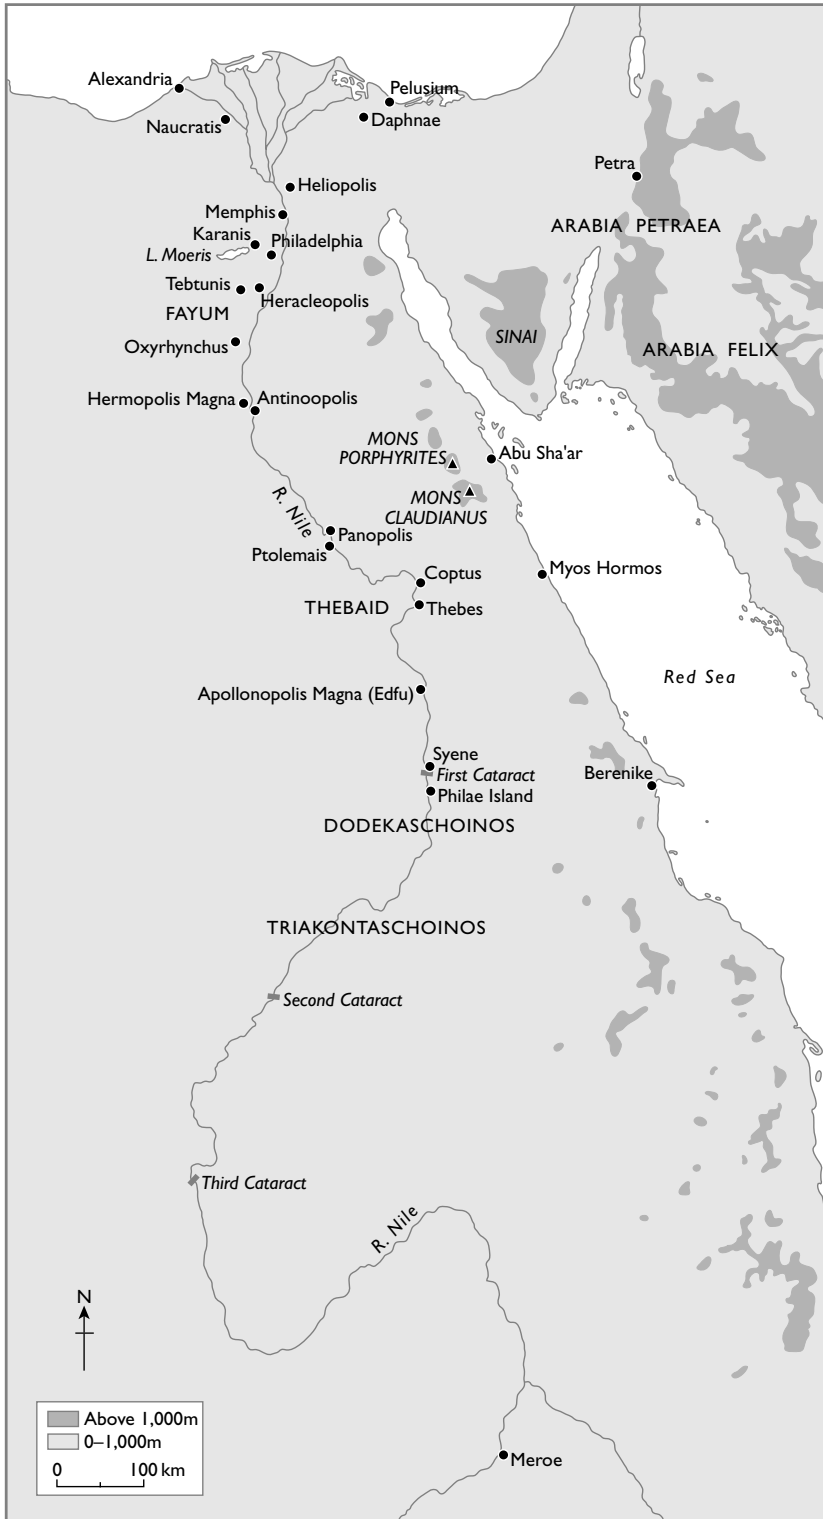 Alexandria
Pelusium
Naucratis
Daphnae
Petra
Heliopolis
Memphis
ARABIA PETRAEA
Karanis
Philadelphia
L. Moeris
Tebtunis
Heracleopolis
FAYUM
SINAI
Oxyrhynchus
ARABIA FELIX
Hermopolis Magna
Antinoopolis
MONS
PORPHYRITES
Abu Sha'ar
MONS
CLAUDIANUS
R. Nile
Panopolis
Ptolemais
Coptus
Myos Hormos
THEBAID
Thebes
Red Sea
Apollonopolis Magna (Edfu)
Syene
First Cataract
Berenike
Philae Island
DODEKASCHOINOS
TRIAKONTASCHOINOS
Second Cataract
Third Cataract
R. Nile
N
Above 1,000m
0–1,000m
0 100 km
Meroe